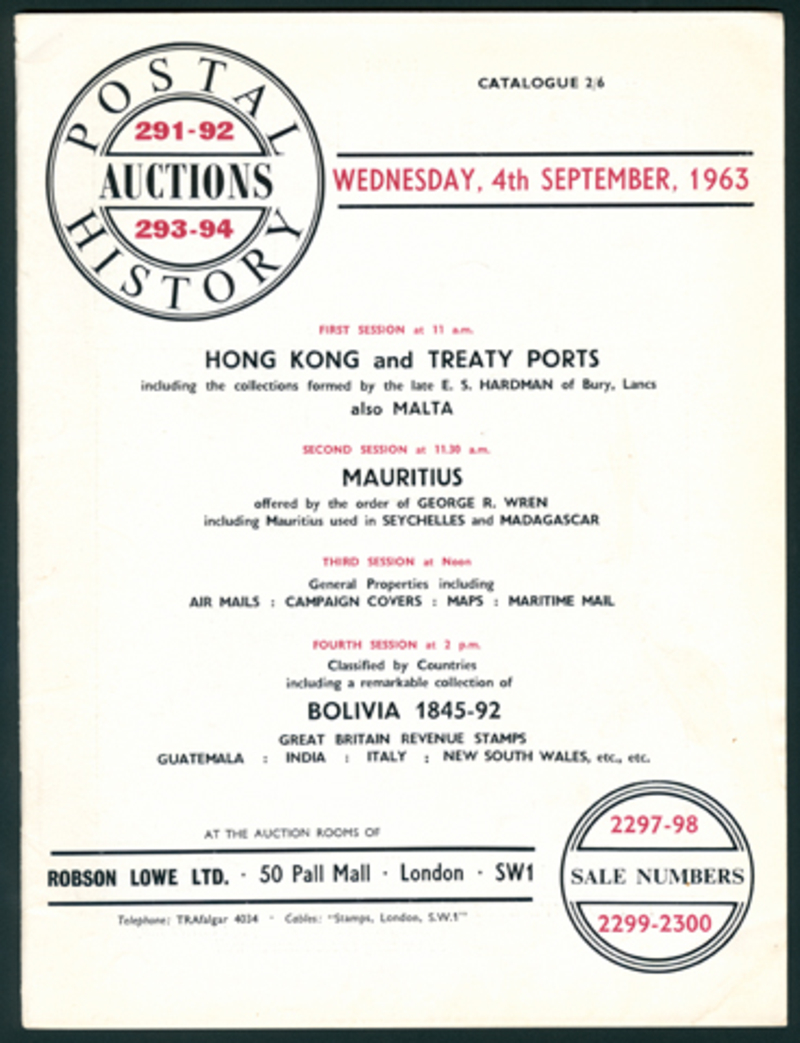 POSTAL
291-92
AUCTIONS
293-94
HISTORY
CATALOGUE 2/6
WEDNESDAY, 4th SEPTEMBER, 1963
FIRST SESSION at 11 a.m.
HONG KONG and TREATY PORTS
including the collections formed by the late E. S. HARDMAN of Bury, Lancs
also MALTA
SECOND SESSION at 11.30 a.m.
MAURITIUS
offered by the order of GEORGE R. WREN
including Mauritius used in SEYCHELLES and MADAGASCAR
THIRD SESSION at Noon
General Properties including
AIR MAILS : CAMPAIGN COVERS : MAPS : MARITIME MAIL
FOURTH SESSION at 2 p.m.
Classified by Countries
including a remarkable collection of
BOLIVIA 1845-92
GREAT BRITAIN REVENUE STAMPS
GUATEMALA : INDIA : ITALY : NEW SOUTH WALES, etc., etc.
AT THE AUCTION ROOMS OF
ROBSON LOWE LTD. · 50 Pall Mall · London · SW1
Telephone: TRAfalgar 4034 · Cables: "Stamps, London, S.W.1"
2297-98
SALE NUMBERS
2299-2300